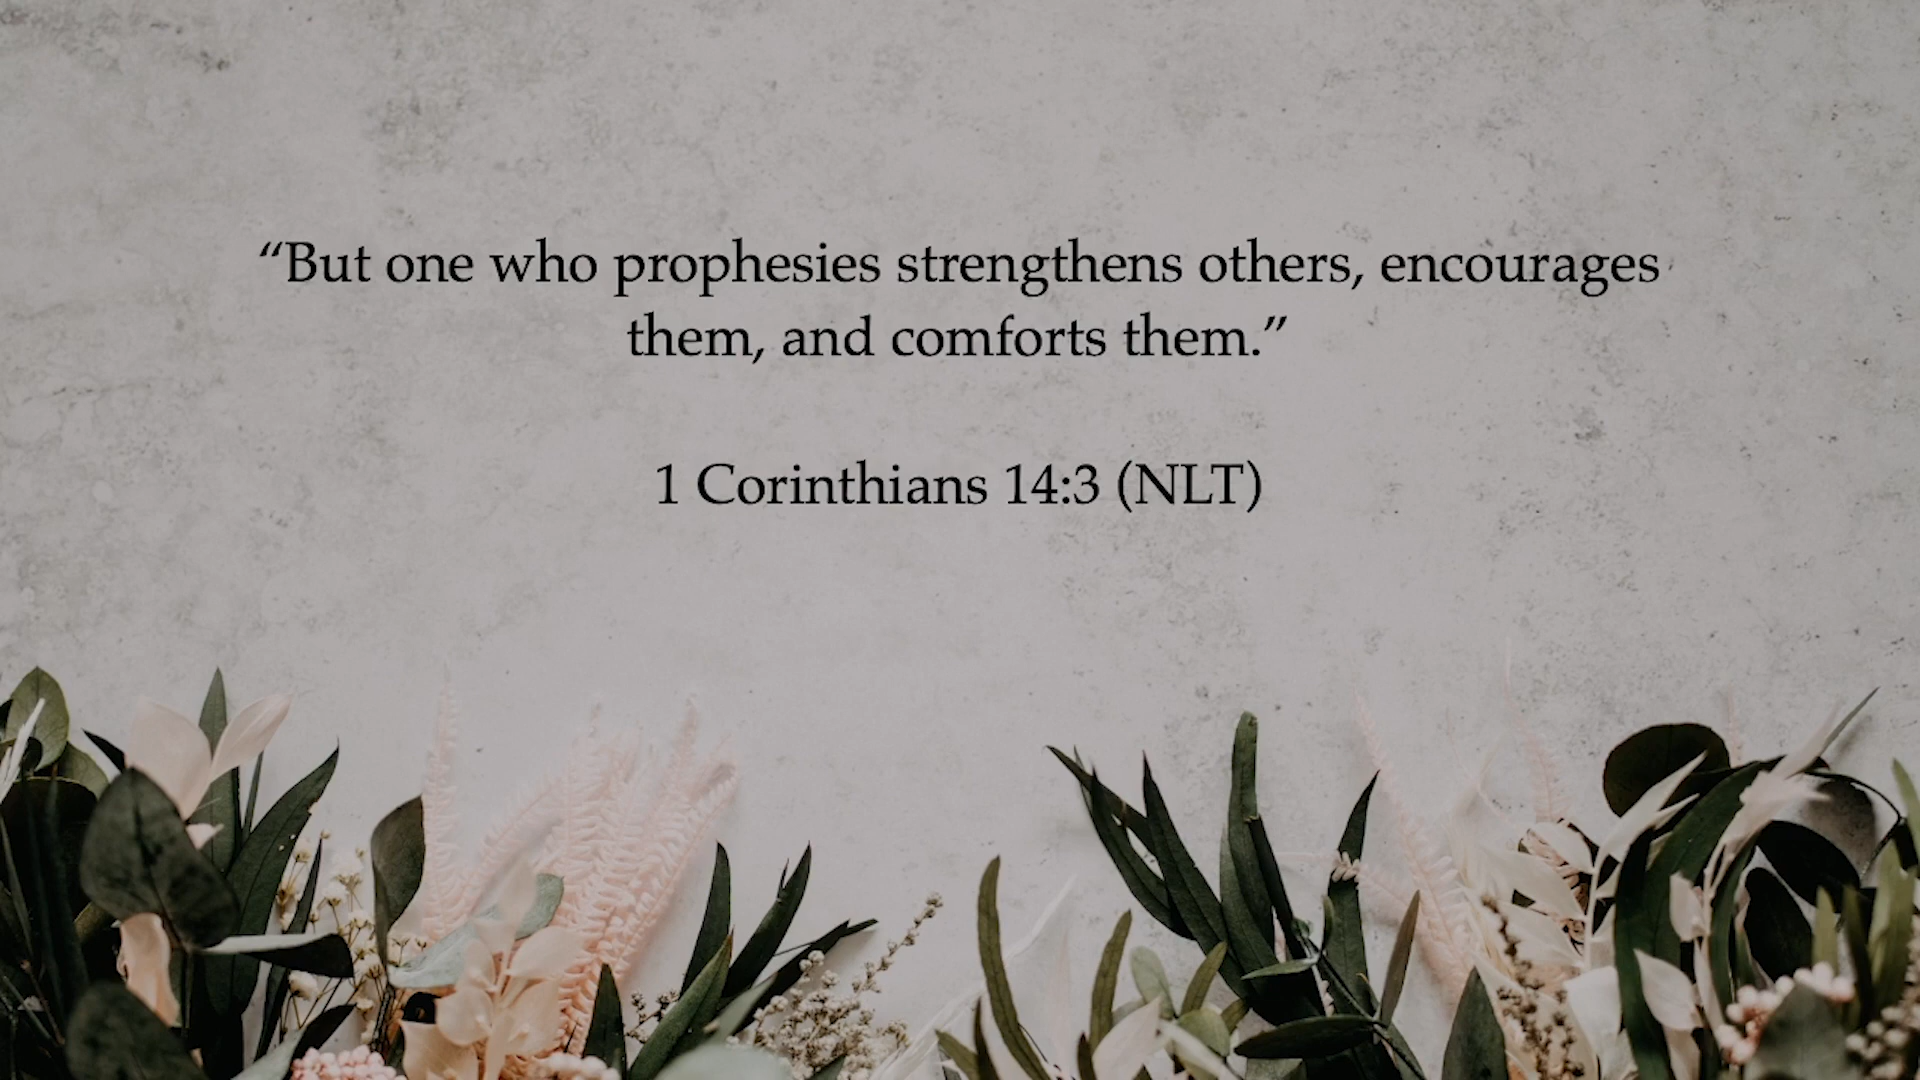 “But one who prophesies strengthens others, encourages
them, and comforts them.”
1 Corinthians 14:3 (NLT)